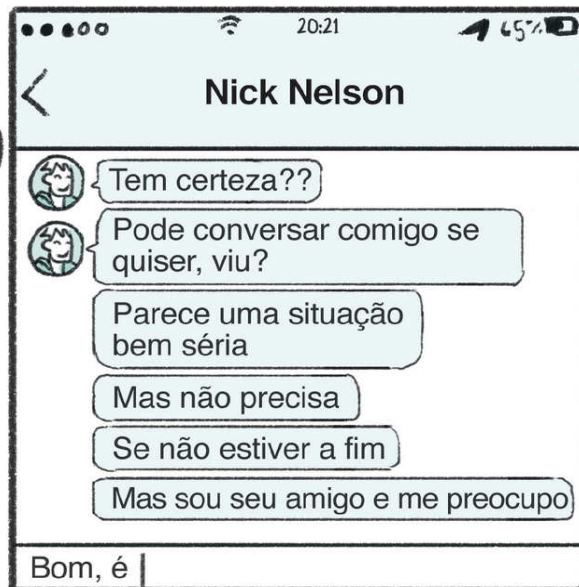 20:21 65%
Nick Nelson
Tem certeza??
Pode conversar comigo se
quiser, viu?
Parece uma situação
bem séria
Mas não precisa
Se não estiver a fim
Mas sou seu amigo e me preocupo
Bom, é